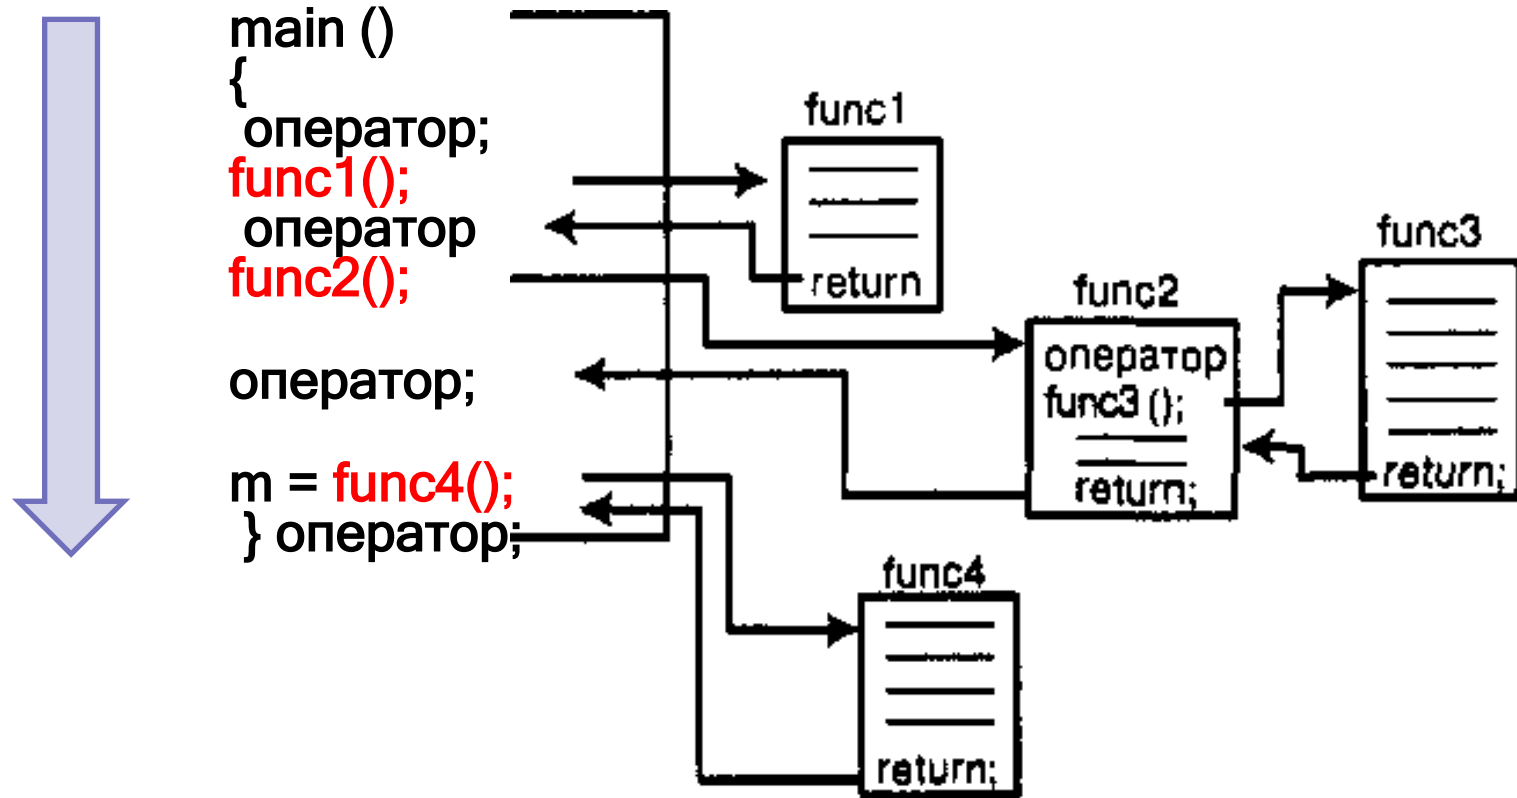 main ()
{
оператор;
func1();
оператор
func2();
оператор;
m = func4();
} оператор;
func1
return
func2
оператор
func3 ();
return;
func3
return;
func4
return;